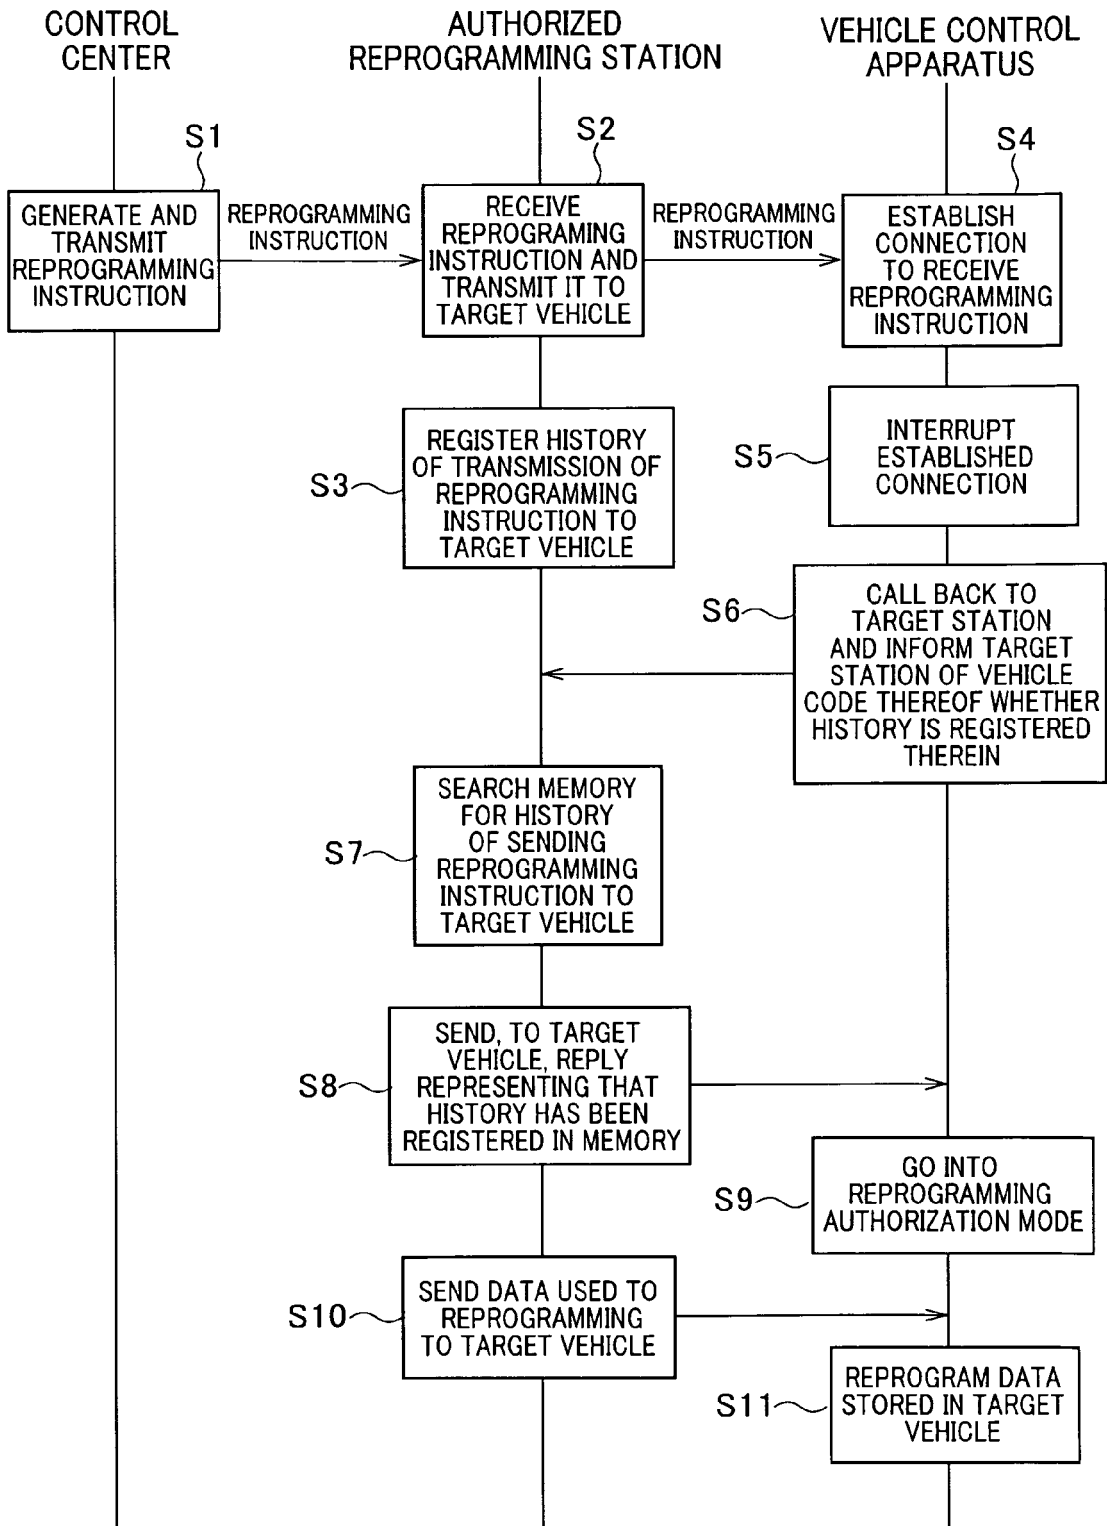 CONTROL
CENTER
AUTHORIZED
REPROGRAMMING STATION
VEHICLE CONTROL
APPARATUS
S1
GENERATE AND
TRANSMIT
REPROGRAMMING
INSTRUCTION
REPROGRAMMING
INSTRUCTION
S2
RECEIVE
REPROGRAMING
INSTRUCTION AND
TRANSMIT IT TO
TARGET VEHICLE
REPROGRAMMING
INSTRUCTION
S4
ESTABLISH
CONNECTION
TO RECEIVE
REPROGRAMMING
INSTRUCTION
S3
REGISTER HISTORY
OF TRANSMISSION OF
REPROGRAMMING
INSTRUCTION TO
TARGET VEHICLE
S5
INTERRUPT
ESTABLISHED
CONNECTION
S6
CALL BACK TO
TARGET STATION
AND INFORM TARGET
STATION OF VEHICLE
CODE THEREOF WHETHER
HISTORY IS REGISTERED
THEREIN
S7
SEARCH MEMORY
FOR HISTORY
OF SENDING
REPROGRAMMING
INSTRUCTION TO
TARGET VEHICLE
S8
SEND, TO TARGET
VEHICLE, REPLY
REPRESENTING THAT
HISTORY HAS BEEN
REGISTERED IN MEMORY
S9
GO INTO
REPROGRAMMING
AUTHORIZATION MODE
S10
SEND DATA USED TO
REPROGRAMMING
TO TARGET VEHICLE
S11
REPROGRAM DATA
STORED IN TARGET
VEHICLE